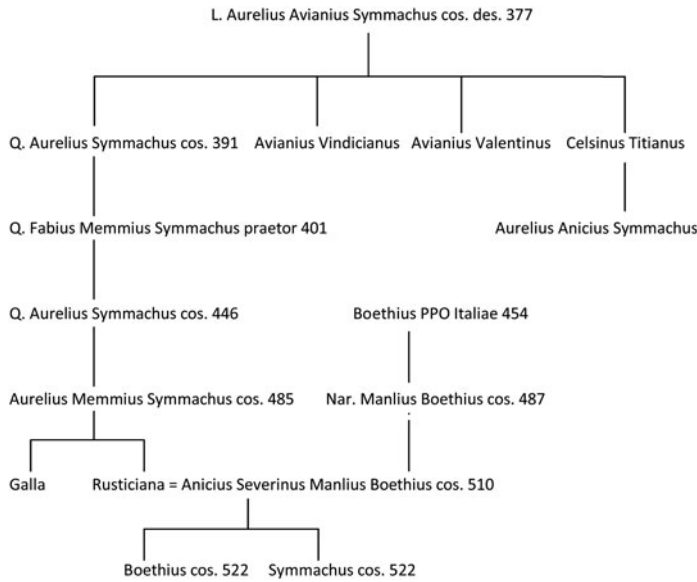 L. Aurelius Avianius Symmachus cos. des. 377
Q. Aurelius Symmachus cos. 391 Avianius Vindicianus Avianius Valentinus Celsinus Titianus
Q. Fabius Memmius Symmachus praetor 401 Aurelius Anicius Symmachus
Q. Aurelius Symmachus cos. 446 Boethius PPO Italiae 454
Aurelius Memmius Symmachus cos. 485 Nar. Manlius Boethius cos. 487
Galla Rusticiana = Anicius Severinus Manlius Boethius cos. 510
Boethius cos. 522 Symmachus cos. 522